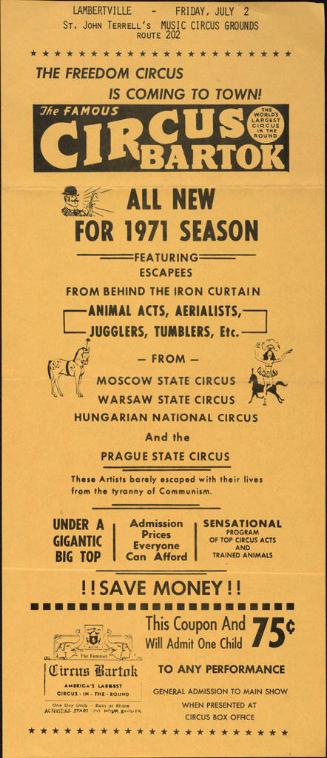 LAMBERTVILLE - FRIDAY, JULY 2
ST. JOHN TERRELL'S MUSIC CIRCUS GROUNDS
ROUTE 202
THE FREEDOM CIRCUS
IS COMING TO TOWN!
The FAMOUS
CIRCUS
BARTOK
THE
WORLD'S
LARGEST
CIRCUS
IN THE
ROUND
ALL NEW
FOR 1971 SEASON
FEATURING
ESCAPEES
FROM BEHIND THE IRON CURTAIN
ANIMAL ACTS, AERIALISTS,
JUGGLERS, TUMBLERS, Etc.
— FROM —
MOSCOW STATE CIRCUS
WARSAW STATE CIRCUS
HUNGARIAN NATIONAL CIRCUS
And the
PRAGUE STATE CIRCUS
These Artists barely escaped with their lives
from the tyranny of Communism.
UNDER A
GIGANTIC
BIG TOP
Admission
Prices
Everyone
Can Afford
SENSATIONAL
PROGRAM
OF TOP CIRCUS ACTS
AND
TRAINED ANIMALS
!!SAVE MONEY!!
This Coupon And 75¢
Will Admit One Child
The Famous
Circus Bartok
AMERICA'S LARGEST
CIRCUS - IN - THE - ROUND
One Day Only - Rain or Shine
TO ANY PERFORMANCE
GENERAL ADMISSION TO MAIN SHOW
WHEN PRESENTED AT
CIRCUS BOX OFFICE